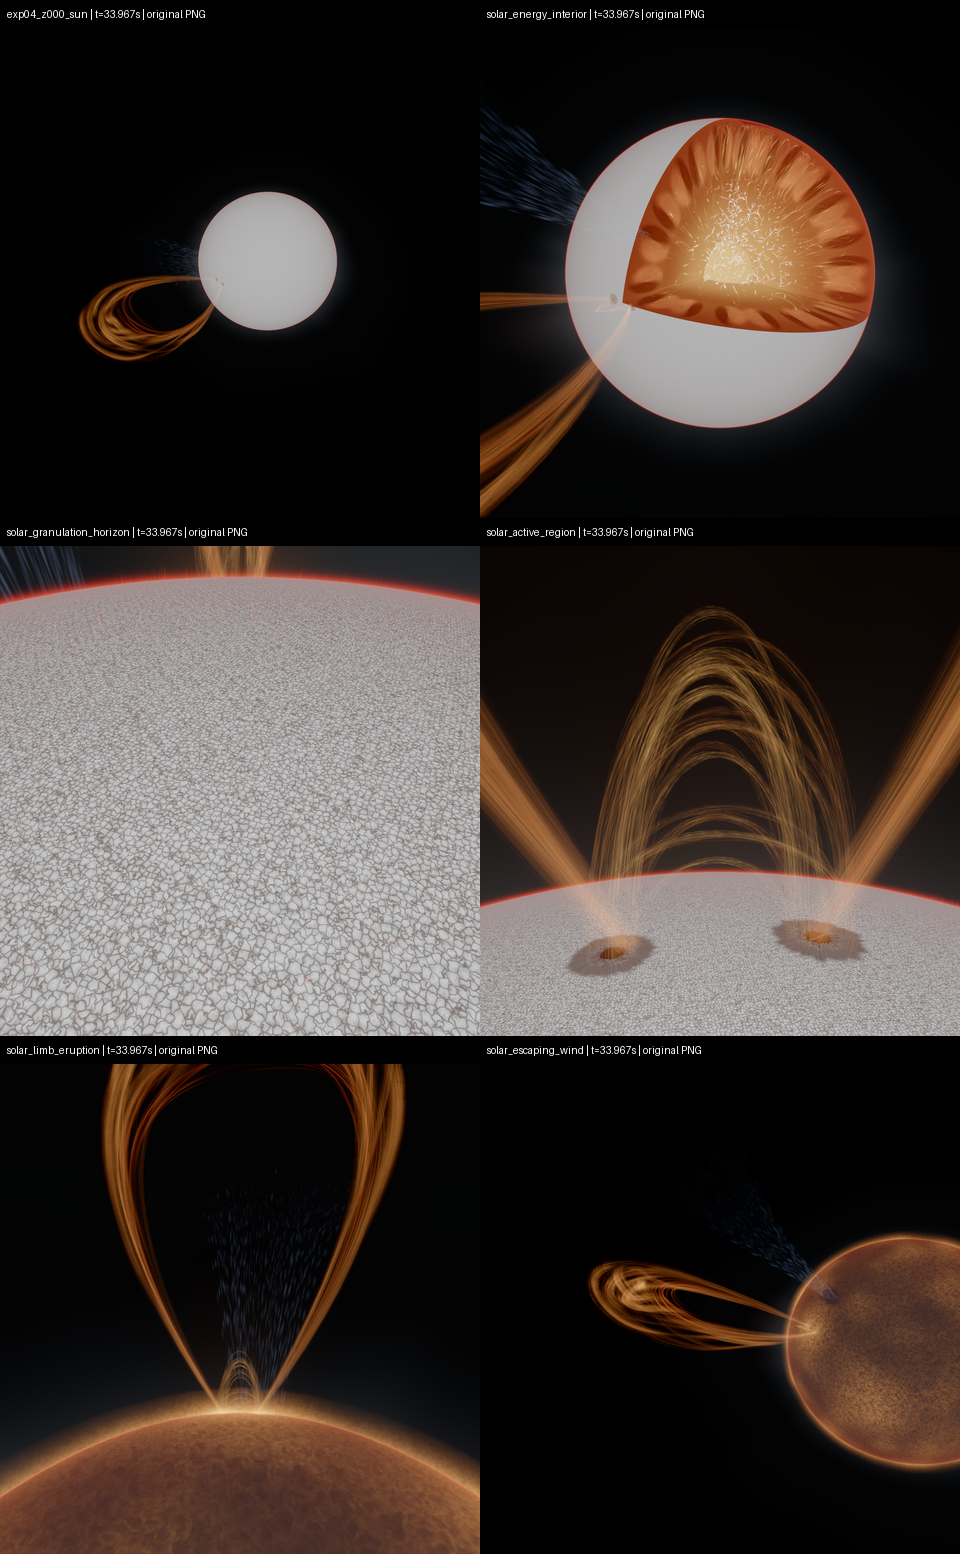 exp04_z000_sun | t=33.967s | original PNG
solar_energy_interior | t=33.967s | original PNG
solar_granulation_horizon | t=33.967s | original PNG
solar_active_region | t=33.967s | original PNG
solar_limb_eruption | t=33.967s | original PNG
solar_escaping_wind | t=33.967s | original PNG